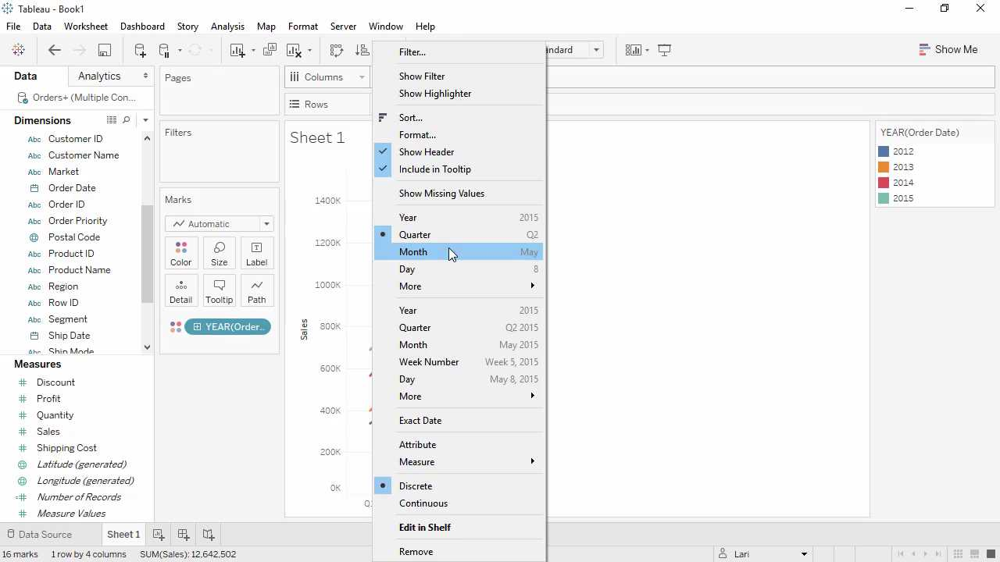 Tableau - Book1
File Data Worksheet Dashboard Story Analysis Map Format Server Window Help
ndard
Show Me
Data
Analytics
Orders+ (Multiple Con...
Dimensions
Abc Customer ID
Abc Customer Name
Abc Market
Order Date
Abc Order ID
Abc Order Priority
Postal Code
Abc Product ID
Abc Product Name
Abc Region
Abc Row ID
Abc Segment
Ship Date
Abc Ship Mode
Measures
Discount
Profit
Quantity
Sales
Shipping Cost
Latitude (generated)
Longitude (generated)
Number of Records
Measure Values
Pages
Filters
Marks
Automatic
Color Size Label
Detail Tooltip Path
YEAR(Order..
Columns
Rows
Sheet 1
1400K
1200K
1000K
800K
600K
400K
200K
0K
Sales
Filter...
Show Filter
Show Highlighter
Sort...
Format...
Show Header
Include in Tooltip
Show Missing Values
Year 2015
Quarter Q2
Month May
Day 8
More
Year 2015
Quarter Q2 2015
Month May 2015
Week Number Week 5, 2015
Day May 8, 2015
More
Exact Date
Attribute
Measure
Discrete
Continuous
Edit in Shelf
Remove
YEAR(Order Date)
2012
2013
2014
2015
Data Source
Sheet 1
16 marks 1 row by 4 columns SUM(Sales): 12,642,502
Lari